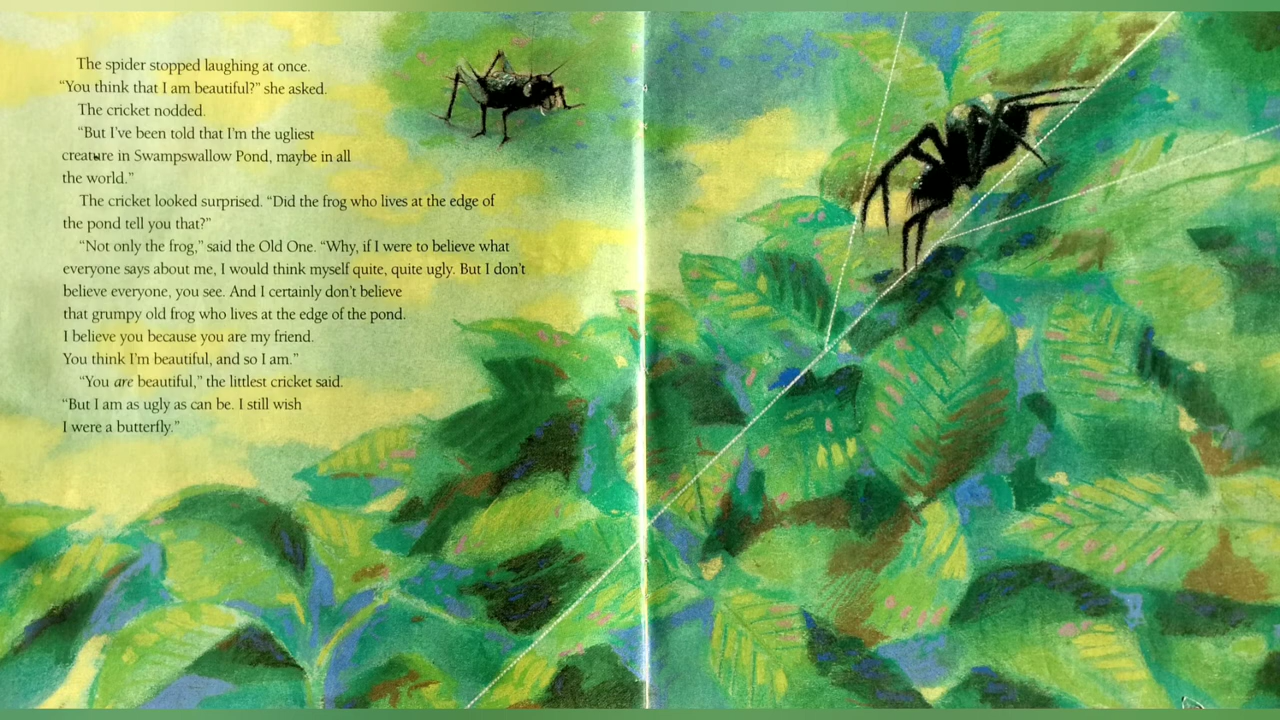 The spider stopped laughing at once.
“You think that I am beautiful?” she asked.
The cricket nodded.
“But I’ve been told that I’m the ugliest
creature in Swampswallow Pond, maybe in all
the world.”
The cricket looked surprised. “Did the frog who lives at the edge of
the pond tell you that?”
“Not only the frog,” said the Old One. “Why, if I were to believe what
everyone says about me, I would think myself quite, quite ugly. But I don’t
believe everyone, you see. And I certainly don’t believe
that grumpy old frog who lives at the edge of the pond.
I believe you because you are my friend.
You think I’m beautiful, and so I am.”
“You are beautiful,” the littlest cricket said.
“But I am as ugly as can be. I still wish
I were a butterfly.”